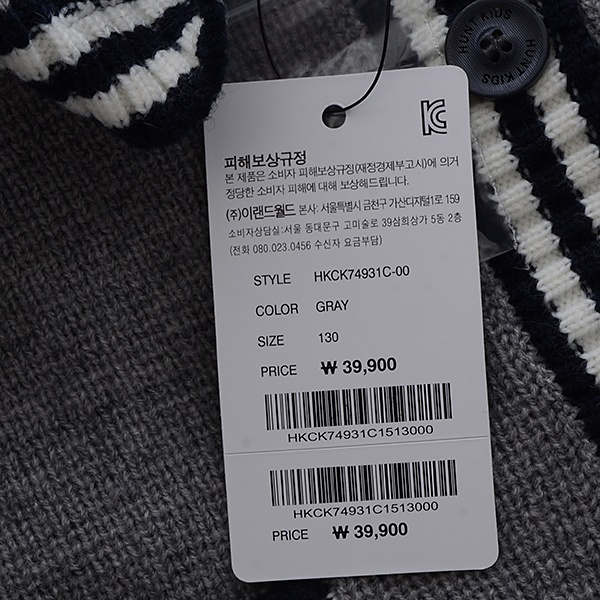 HUNT KIDS
HUNT KIDS
피해보상규정
본 제품은 소비자 피해보상규정(재정경제부고시)에 의거
정당한 소비자 피해에 대해 보상해드립니다.
(주)이랜드월드 본사: 서울특별시 금천구 가산디지털1로 159
소비자상담실:서울 동대문구 고미술로 39삼희상가 5동 2층
(전화 080.023.0456 수신자 요금부담)
STYLE HKCK74931C-00
COLOR GRAY
SIZE 130
PRICE ₩ 39,900
HKCK74931C1513000
HKCK74931C1513000
PRICE ₩ 39,900